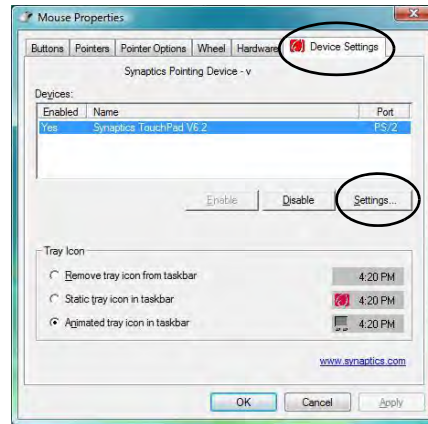 Mouse Properties
Buttons Pointers Pointer Options Wheel Hardware Device Settings
Synaptics Pointing Device - v
Devices:
Enabled Name Port
Yes Synaptics TouchPad V6.2 PS/2
Enable Disable Settings...
Tray Icon
Remove tray icon from taskbar 4:20 PM
Static tray icon in taskbar 4:20 PM
Animated tray icon in taskbar 4:20 PM
www.synaptics.com
OK Cancel Apply